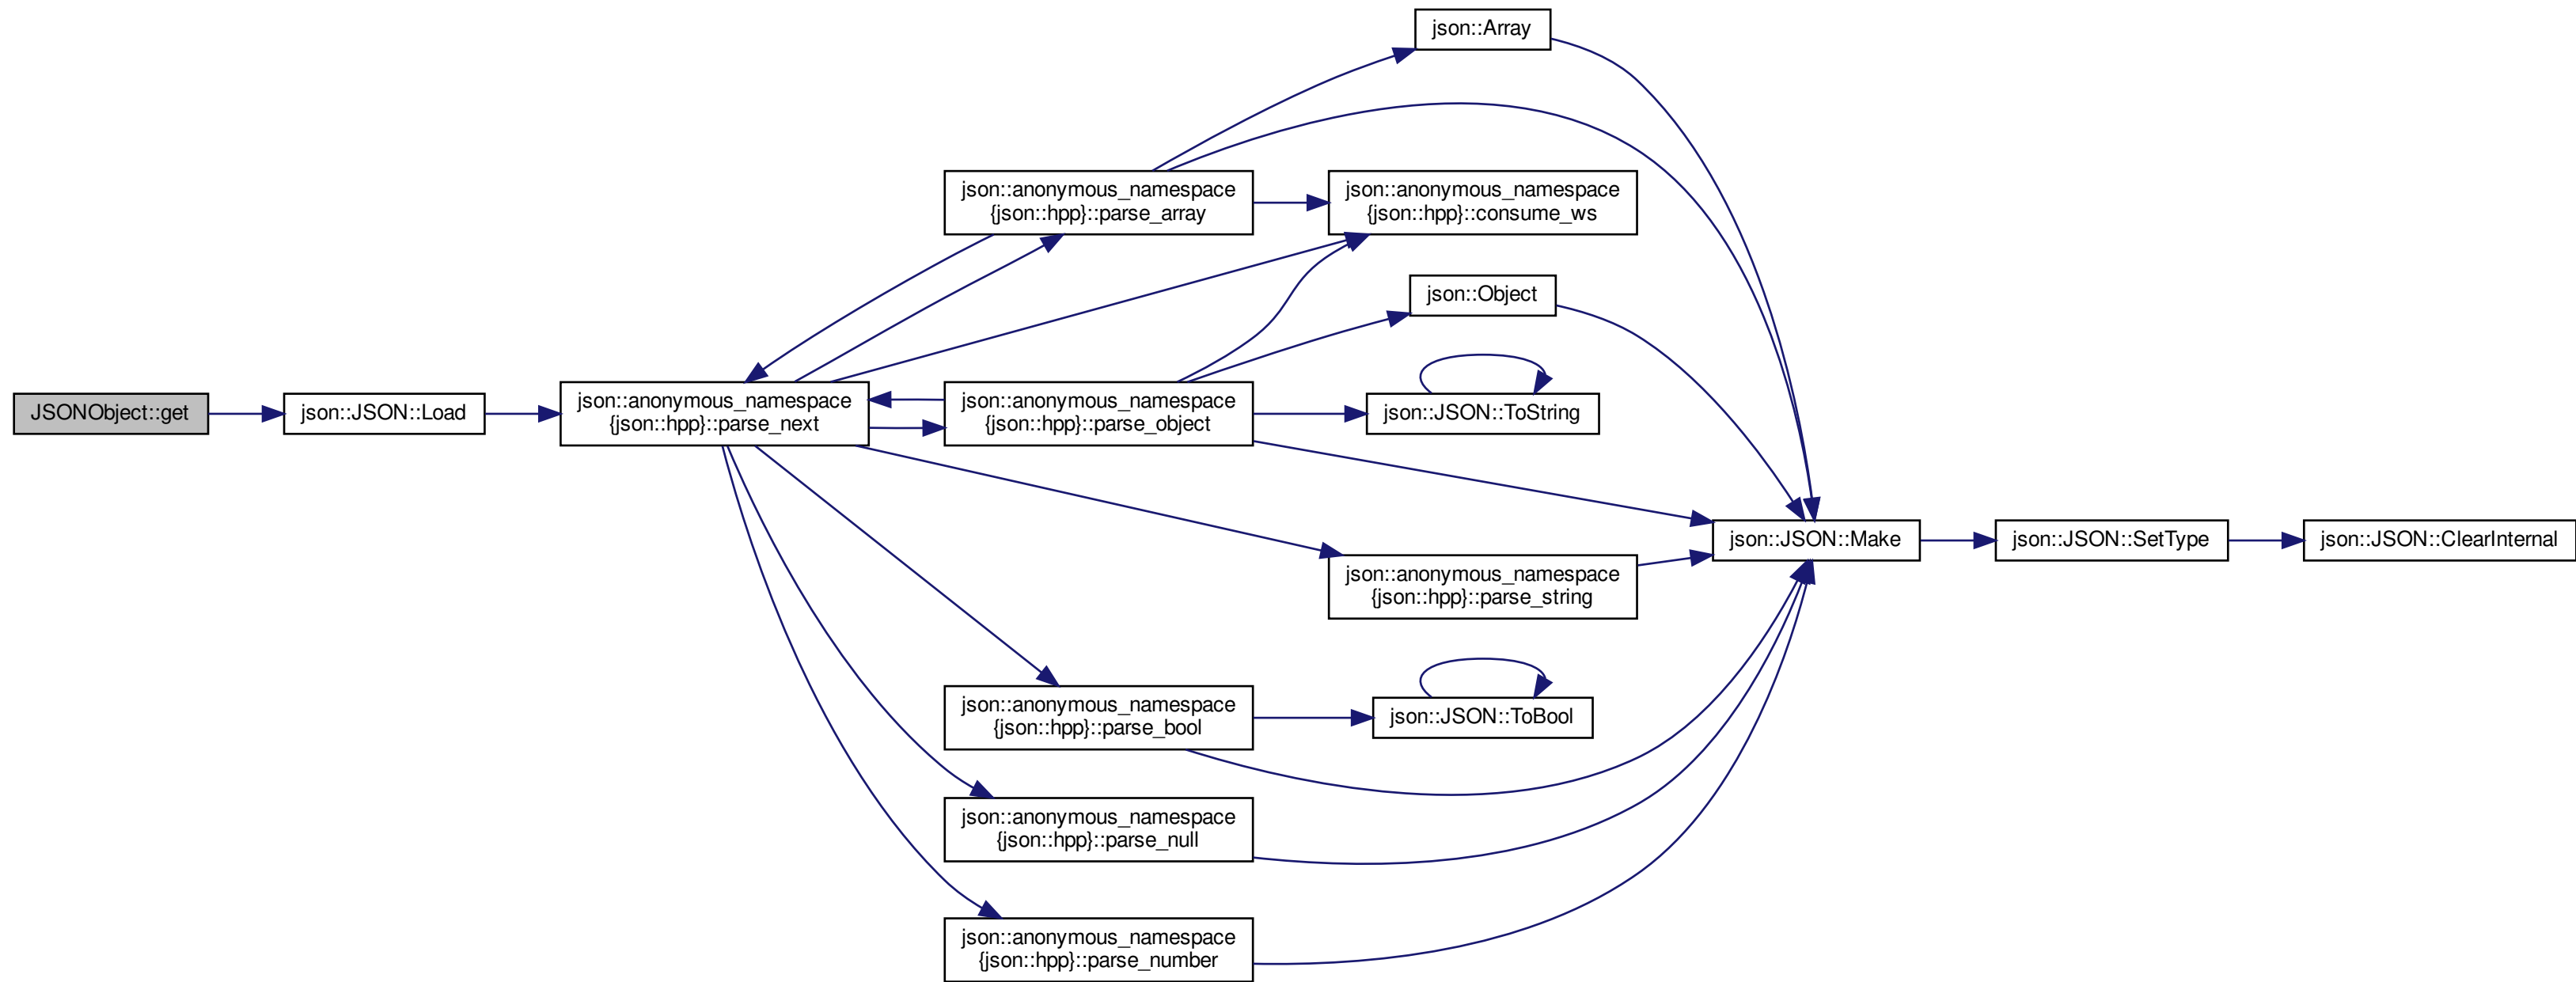 JSONObject::get
json::JSON::Load
json::anonymous_namespace
{json::hpp}::parse_next
json::anonymous_namespace
{json::hpp}::parse_array
json::Array
json::anonymous_namespace
{json::hpp}::consume_ws
json::Object
json::anonymous_namespace
{json::hpp}::parse_object
json::JSON::ToString
json::JSON::Make
json::JSON::SetType
json::JSON::ClearInternal
json::anonymous_namespace
{json::hpp}::parse_string
json::anonymous_namespace
{json::hpp}::parse_bool
json::JSON::ToBool
json::anonymous_namespace
{json::hpp}::parse_null
json::anonymous_namespace
{json::hpp}::parse_number